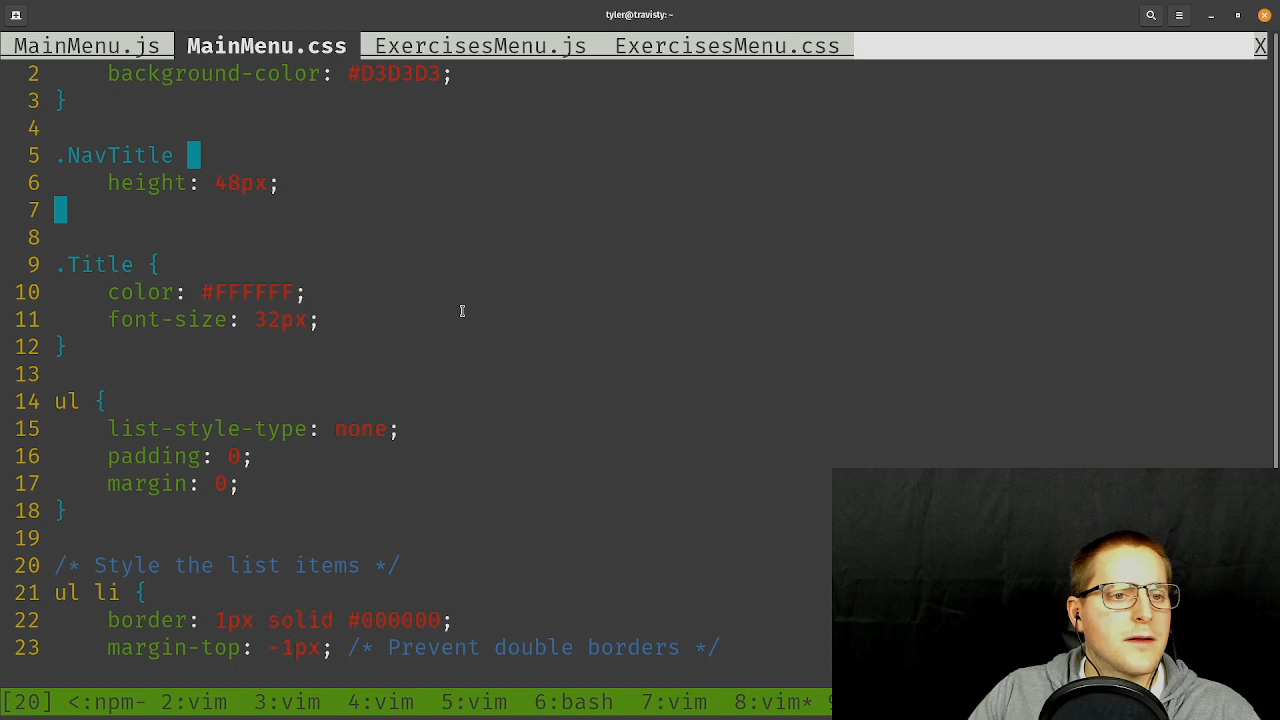 tyler@travisty: ~
MainMenu.js MainMenu.css ExercisesMenu.js ExercisesMenu.css X
2 background-color: #D3D3D3;
3 }
4
5 .NavTitle
6 height: 48px;
7
8
9 .Title {
10 color: #FFFFFF;
11 font-size: 32px;
12 }
13
14 ul {
15 list-style-type: none;
16 padding: 0;
17 margin: 0;
18 }
19
20 /* Style the list items */
21 ul li {
22 border: 1px solid #000000;
23 margin-top: -1px; /* Prevent double borders */
[20] <:npm- 2:vim 3:vim 4:vim 5:vim 6:bash 7:vim 8:vim*